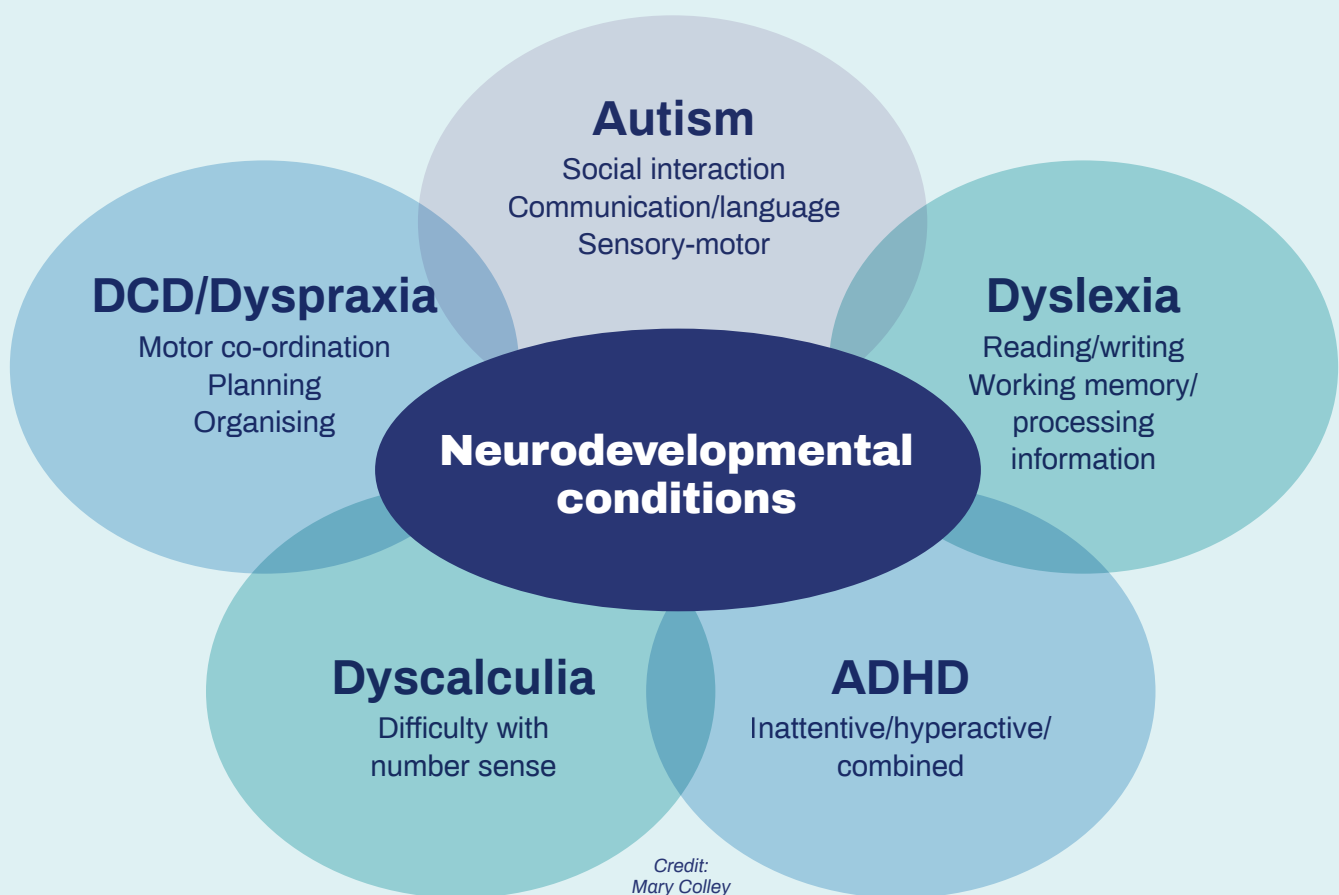 Autism
Social interaction
Communication/language
Sensory-motor
DCD/Dyspraxia
Motor co-ordination
Planning
Organising
Dyslexia
Reading/writing
Working memory/
processing
information
Neurodevelopmental
conditions
Dyscalculia
Difficulty with
number sense
ADHD
Inattentive/hyperactive/
combined
Credit:
Mary Colley